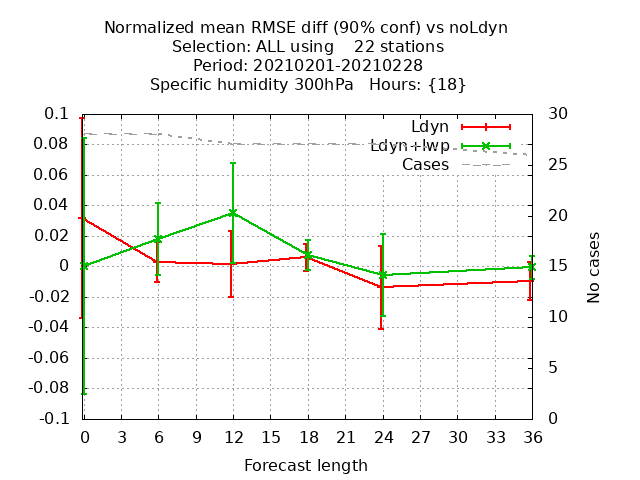 Normalized mean RMSE diff (90% conf) vs noLdyn
Selection: ALL using    22 stations
Period: 20210201-20210228
Specific humidity 300hPa   Hours: {18}
0.1
0.08
0.06
0.04
0.02
0
-0.02
-0.04
-0.06
-0.08
-0.1
Ldyn
Ldyn+lwp
Cases
30
25
20
15
10
5
0
No cases
0 3 6 9 12 15 18 21 24 27 30 33 36
Forecast length